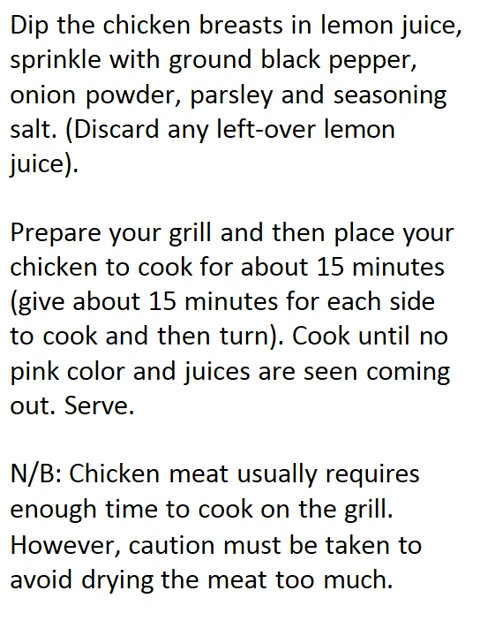 Dip the chicken breasts in lemon juice,
sprinkle with ground black pepper,
onion powder, parsley and seasoning
salt. (Discard any left-over lemon
juice).
Prepare your grill and then place your
chicken to cook for about 15 minutes
(give about 15 minutes for each side
to cook and then turn). Cook until no
pink color and juices are seen coming
out. Serve.
N/B: Chicken meat usually requires
enough time to cook on the grill.
However, caution must be taken to
avoid drying the meat too much.